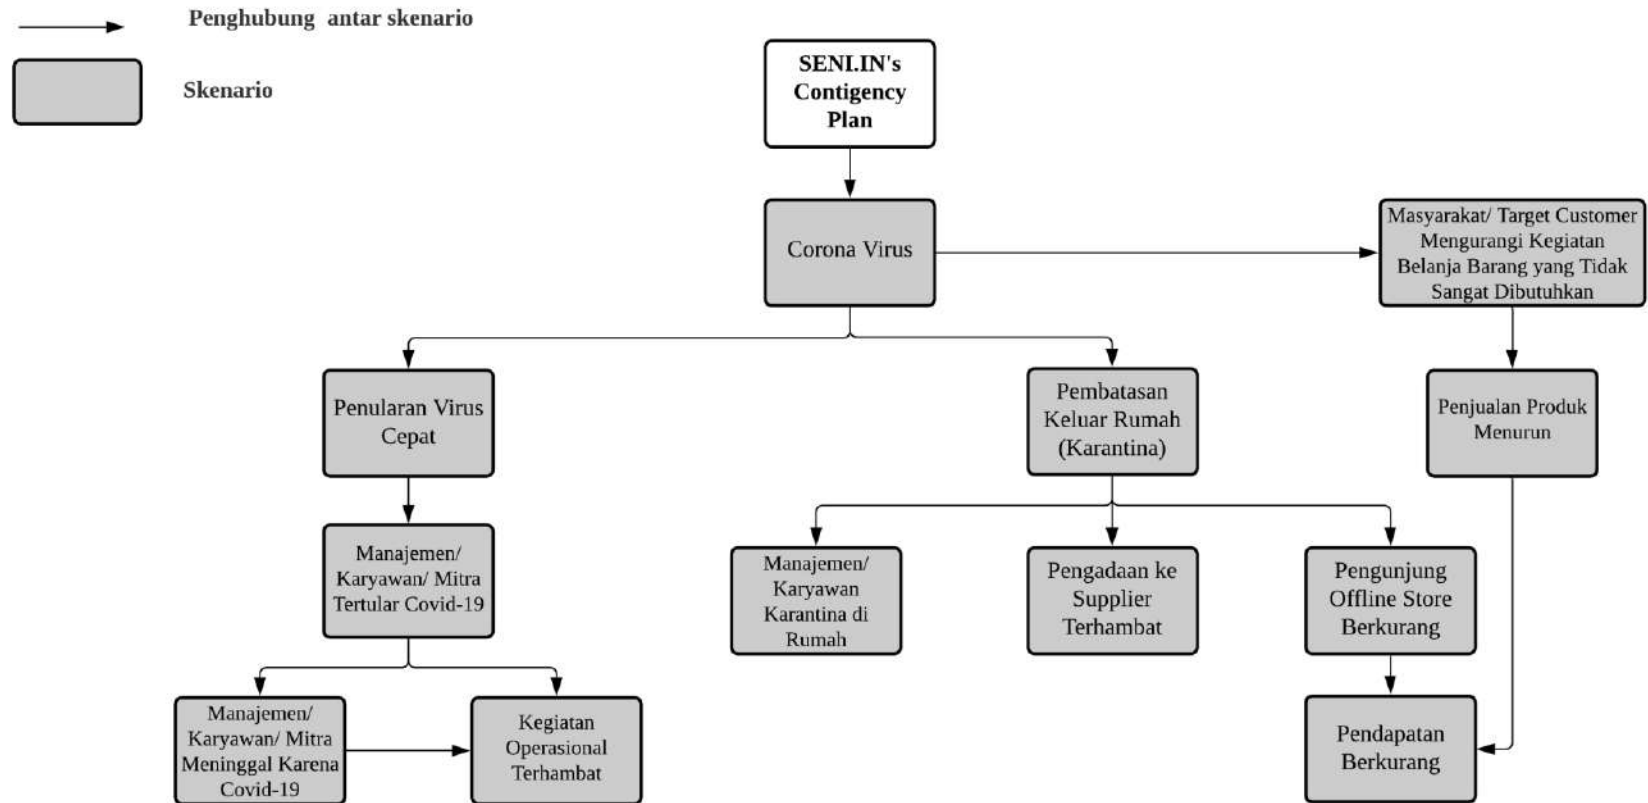 Penghubung antar skenario
Skenario
SENI.IN's
Contigency
Plan
Corona Virus
Masyarakat/ Target Customer
Mengurangi Kegiatan
Belanja Barang yang Tidak
Sangat Dibutuhkan
Penularan Virus
Cepat
Pembatasan
Keluar Rumah
(Karantina)
Penjualan Produk
Menurun
Manajemen/
Karyawan/ Mitra
Tertular Covid-19
Manajemen/
Karyawan
Karantina di
Rumah
Pengadaan ke
Supplier
Terhambat
Pengunjung
Offline Store
Berkurang
Manajemen/
Karyawan/ Mitra
Meninggal Karena
Covid-19
Kegiatan
Operasional
Terhambat
Pendapatan
Berkurang